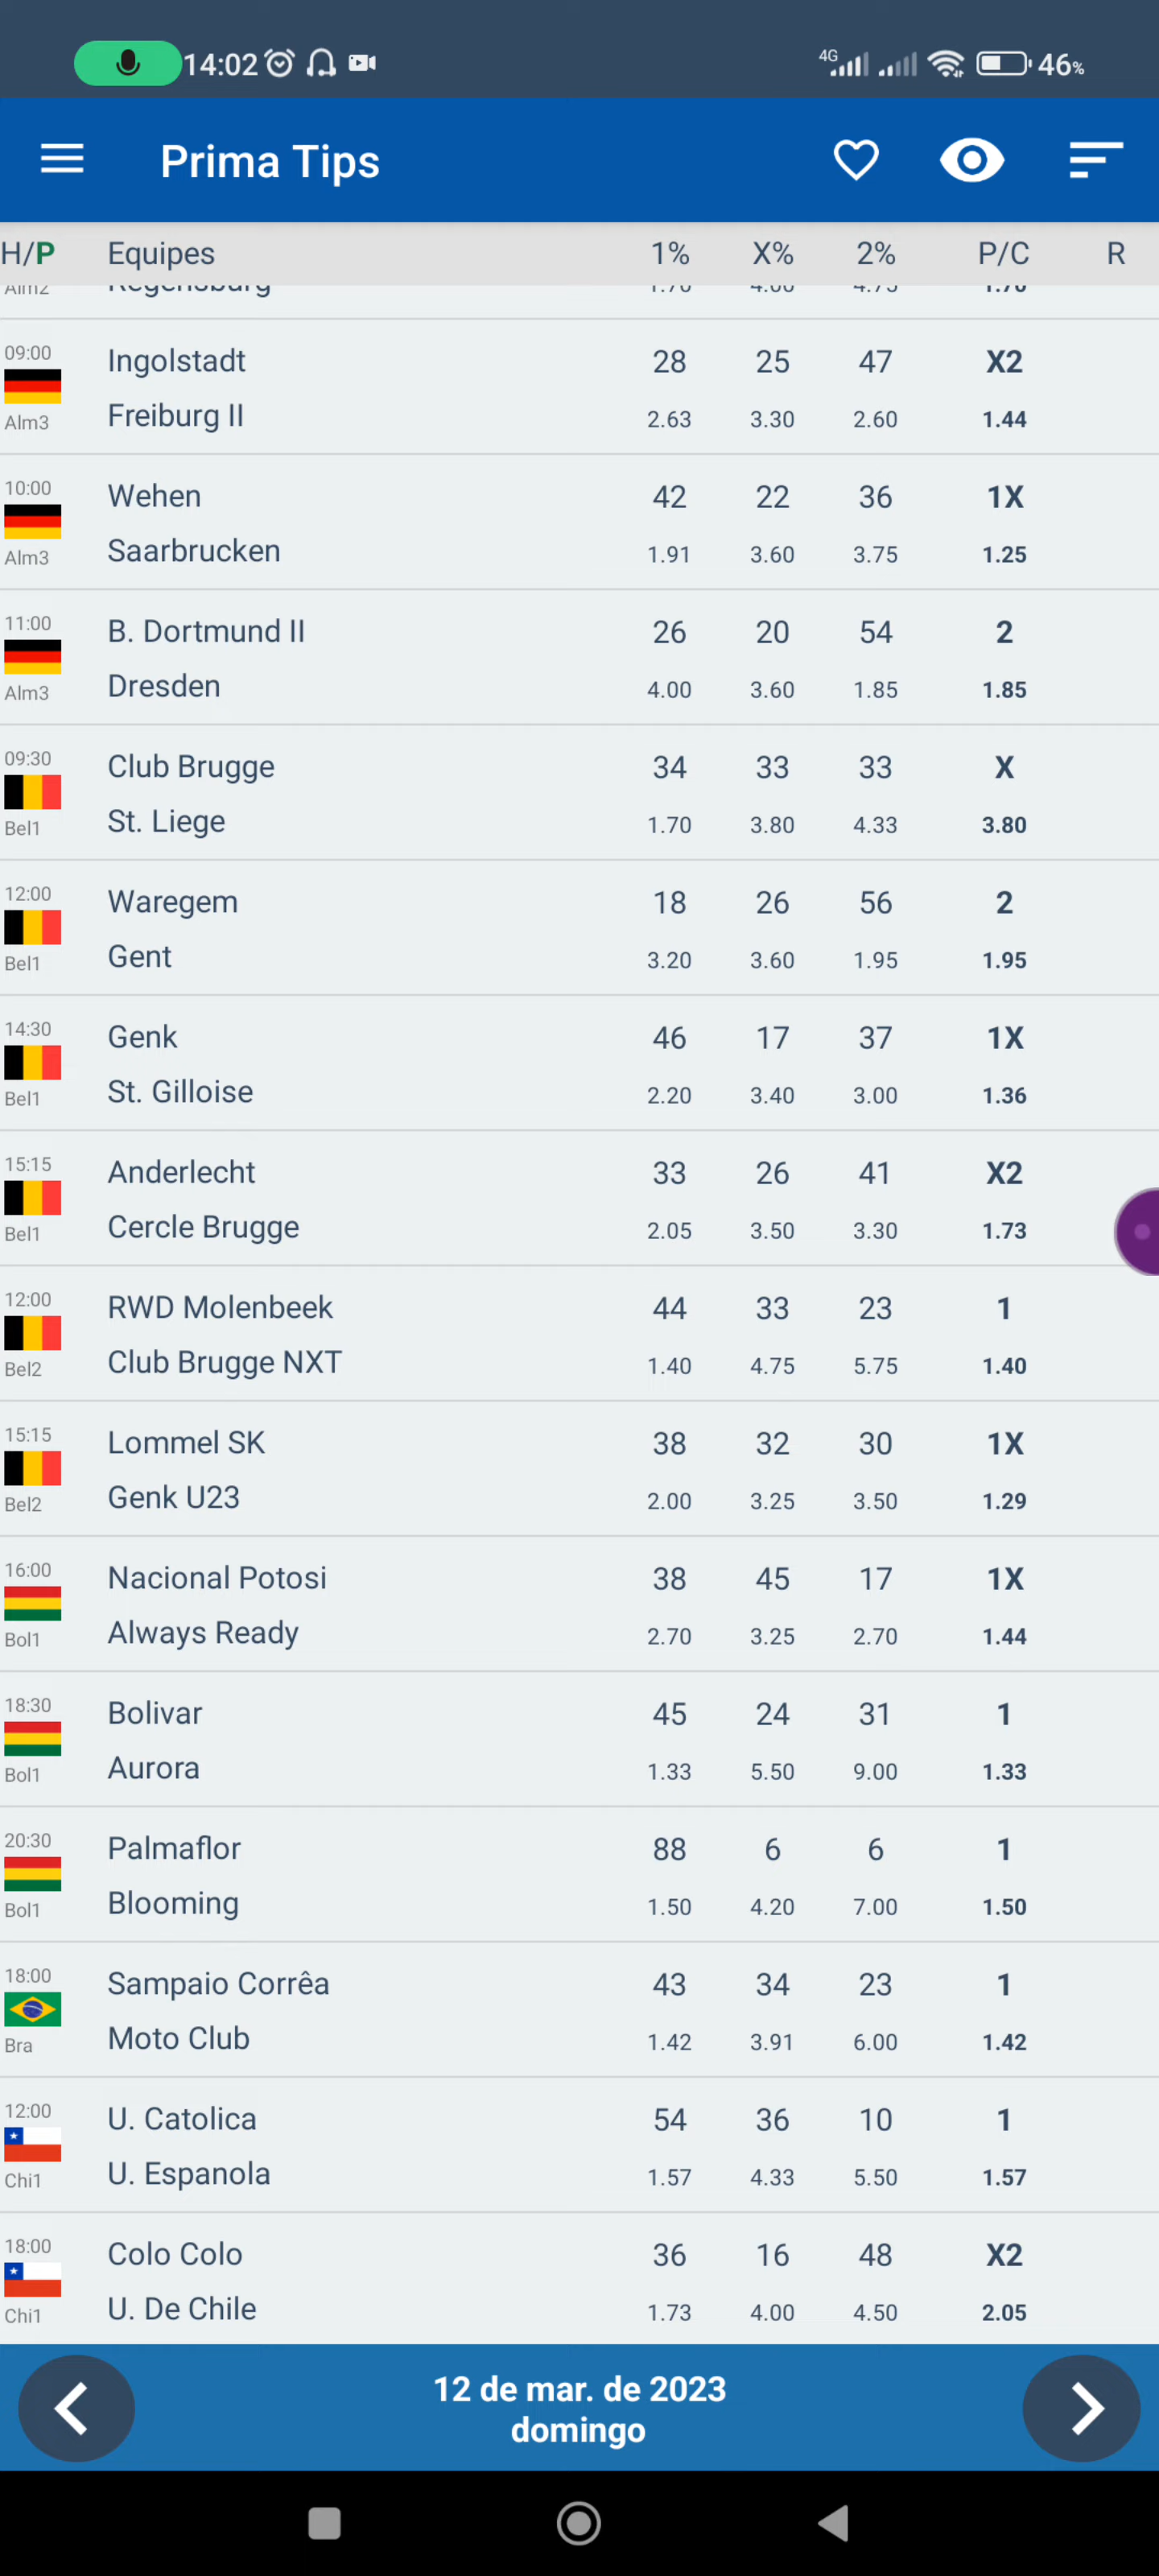 14:02 4G 46%
Prima Tips
H/P Equipes 1% X% 2% P/C R
Alm2 Regensburg 1.70 4.00 4.75 1.70
09:00 Ingolstadt 28 25 47 X2
Alm3 Freiburg II 2.63 3.30 2.60 1.44
10:00 Wehen 42 22 36 1X
Alm3 Saarbrucken 1.91 3.60 3.75 1.25
11:00 B. Dortmund II 26 20 54 2
Alm3 Dresden 4.00 3.60 1.85 1.85
09:30 Club Brugge 34 33 33 X
Bel1 St. Liege 1.70 3.80 4.33 3.80
12:00 Waregem 18 26 56 2
Bel1 Gent 3.20 3.60 1.95 1.95
14:30 Genk 46 17 37 1X
Bel1 St. Gilloise 2.20 3.40 3.00 1.36
15:15 Anderlecht 33 26 41 X2
Bel1 Cercle Brugge 2.05 3.50 3.30 1.73
12:00 RWD Molenbeek 44 33 23 1
Bel2 Club Brugge NXT 1.40 4.75 5.75 1.40
15:15 Lommel SK 38 32 30 1X
Bel2 Genk U23 2.00 3.25 3.50 1.29
16:00 Nacional Potosi 38 45 17 1X
Bol1 Always Ready 2.70 3.25 2.70 1.44
18:30 Bolivar 45 24 31 1
Bol1 Aurora 1.33 5.50 9.00 1.33
20:30 Palmaflor 88 6 6 1
Bol1 Blooming 1.50 4.20 7.00 1.50
18:00 Sampaio Corrêa 43 34 23 1
Bra Moto Club 1.42 3.91 6.00 1.42
12:00 U. Catolica 54 36 10 1
Chi1 U. Espanola 1.57 4.33 5.50 1.57
18:00 Colo Colo 36 16 48 X2
Chi1 U. De Chile 1.73 4.00 4.50 2.05
12 de mar. de 2023
domingo